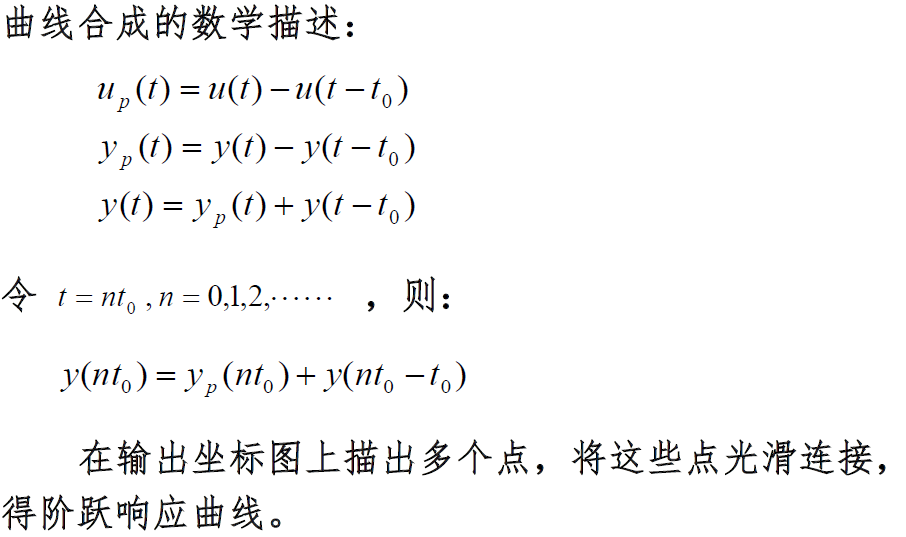 曲线合成的数学描述：
u_p(t) = u(t) − u(t − t_0)
y_p(t) = y(t) − y(t − t_0)
y(t) = y_p(t) + y(t − t_0)
令 t = nt_0 , n = 0,1,2,⋯⋯ ，则：
y(nt_0) = y_p(nt_0) + y(nt_0 − t_0)
在输出坐标图上描出多个点，将这些点光滑连接，
得阶跃响应曲线。